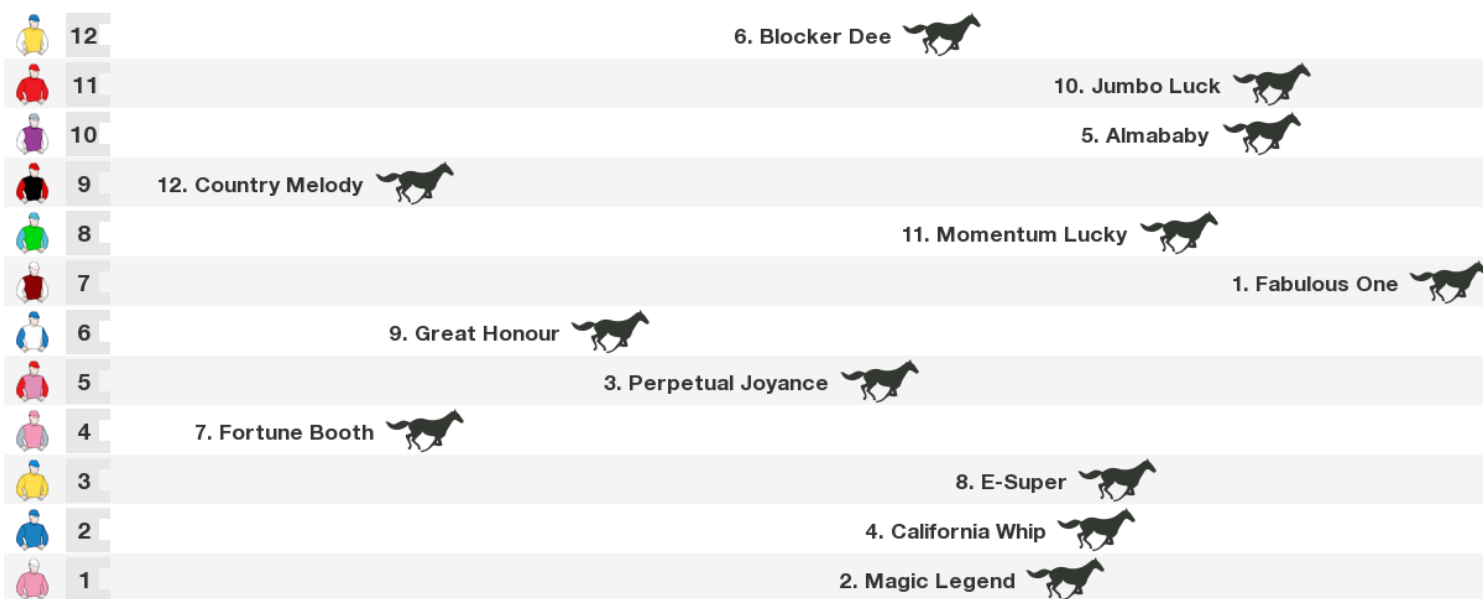 12 6. Blocker Dee
11 10. Jumbo Luck
10 5. Almababy
9 12. Country Melody
8 11. Momentum Lucky
7 1. Fabulous One
6 9. Great Honour
5 3. Perpetual Joyance
4 7. Fortune Booth
3 8. E-Super
2 4. California Whip
1 2. Magic Legend